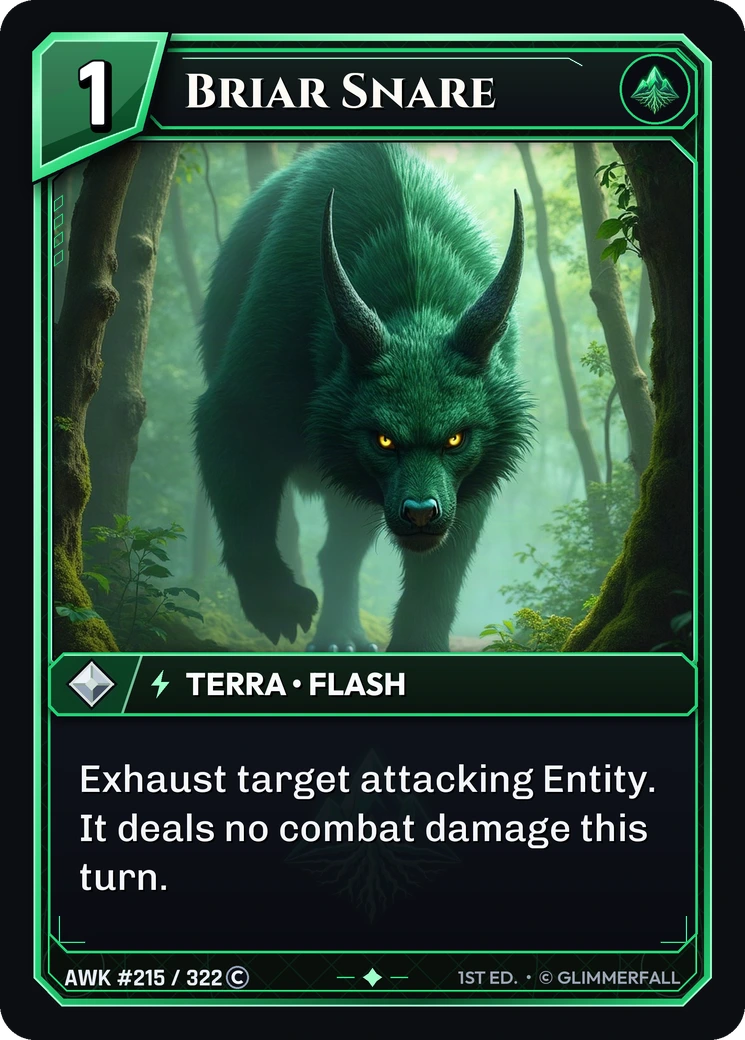 1
BRIAR SNARE
TERRA • FLASH
Exhaust target attacking Entity.
It deals no combat damage this
turn.
AWK #215 / 322 Ⓒ
1ST ED. • © GLIMMERFALL